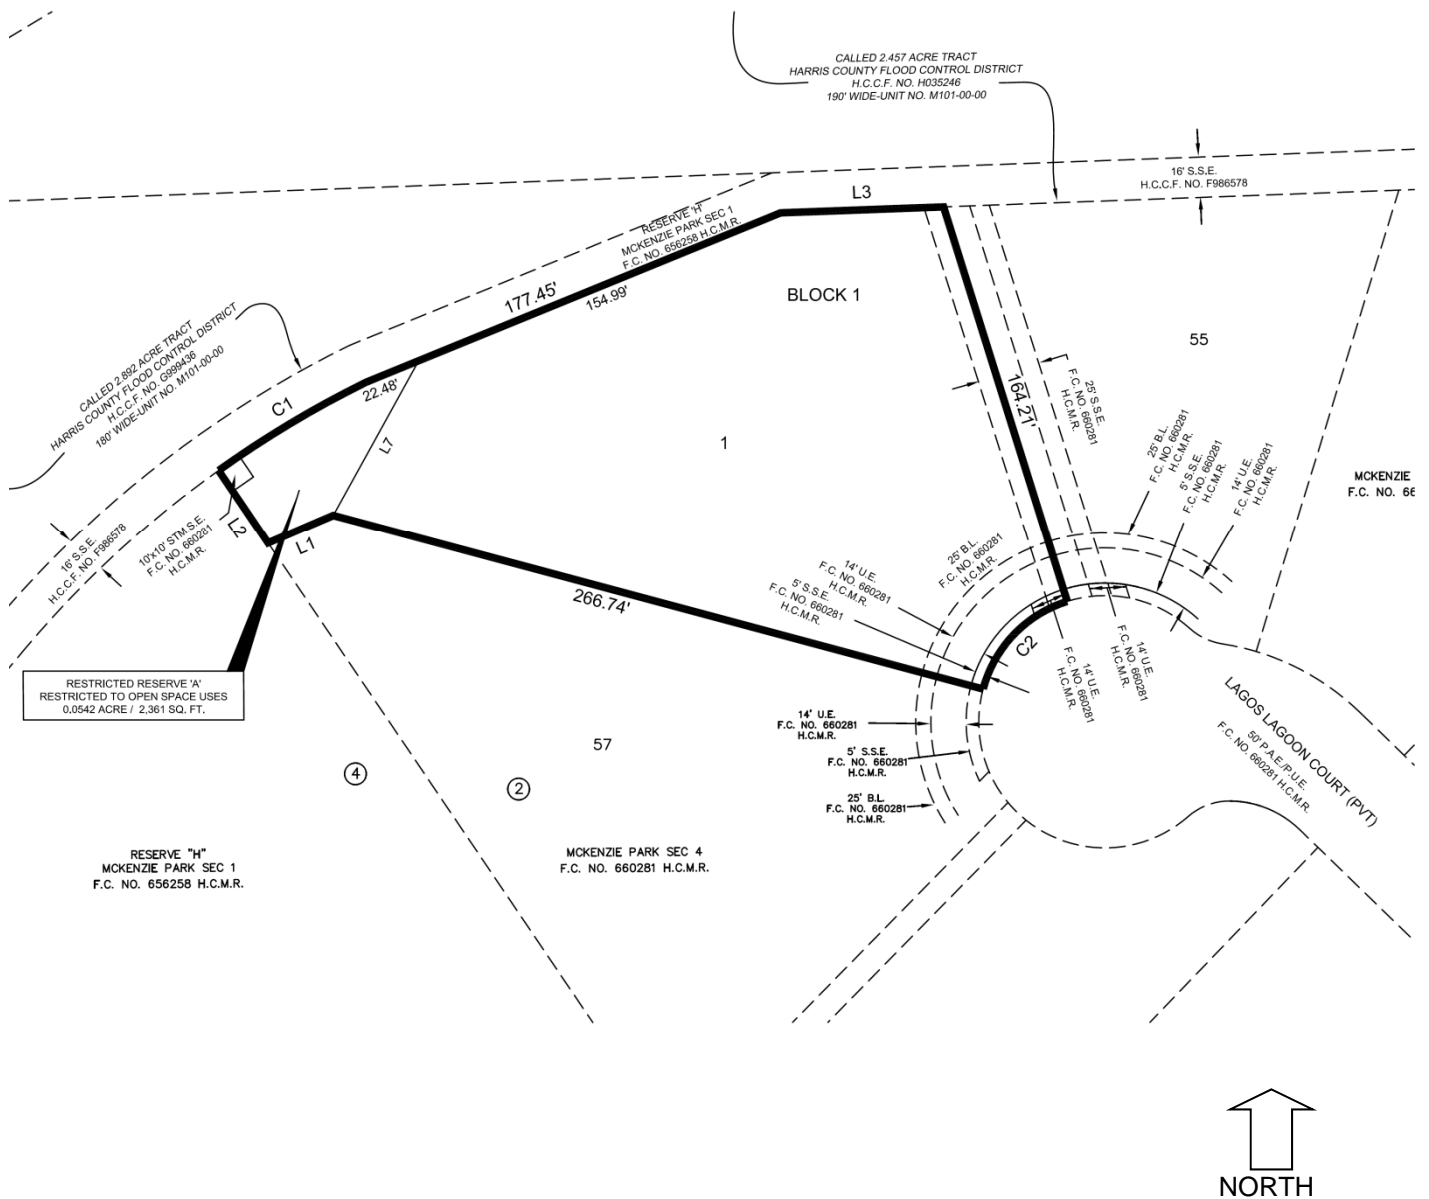 CALLED 2.457 ACRE TRACT
HARRIS COUNTY FLOOD CONTROL DISTRICT
H.C.C.F. NO. H035246
190' WIDE-UNIT NO. M101-00-00
16' S.S.E.
H.C.C.F. NO. F986578
L3
RESERVE 'H'
MCKENZIE PARK SEC 1
F.C. NO. 656258 H.C.M.R.
177.45'
154.99'
BLOCK 1
CALLED 2.892 ACRE TRACT
HARRIS COUNTY FLOOD CONTROL DISTRICT
H.C.C.F. NO. G999436
180' WIDE-UNIT NO. M101-00-00
C1
22.48'
L7
1
164.21'
25' S.S.E.
F.C. NO. 660281
H.C.M.R.
55
25' B.L.
F.C. NO. 660281
H.C.M.R.
5' S.S.E.
F.C. NO. 660281
H.C.M.R.
14' U.E.
F.C. NO. 660281
H.C.M.R.
MCKENZIE
F.C. NO. 66
16' S.S.E.
H.C.C.F. NO. F986578
10'x10' STM.S.E.
F.C. NO. 660281
H.C.M.R.
L2
L1
266.74'
25' B.L.
F.C. NO. 660281
H.C.M.R.
14' U.E.
F.C. NO. 660281
H.C.M.R.
5' S.S.E.
F.C. NO. 660281
H.C.M.R.
C2
14' U.E.
F.C. NO. 660281
H.C.M.R.
14' U.E.
F.C. NO. 660281
H.C.M.R.
RESTRICTED RESERVE 'A'
RESTRICTED TO OPEN SPACE USES
0.0542 ACRE / 2,361 SQ. FT.
14' U.E.
F.C. NO. 660281
H.C.M.R.
5' S.S.E.
F.C. NO. 660281
H.C.M.R.
25' B.L.
F.C. NO. 660281
H.C.M.R.
LAGOS LAGOON COURT (PVT)
50' P.A.E./P.U.E.
F.C. NO. 660281 H.C.M.R.
57
4
2
RESERVE "H"
MCKENZIE PARK SEC 1
F.C. NO. 656258 H.C.M.R.
MCKENZIE PARK SEC 4
F.C. NO. 660281 H.C.M.R.
NORTH